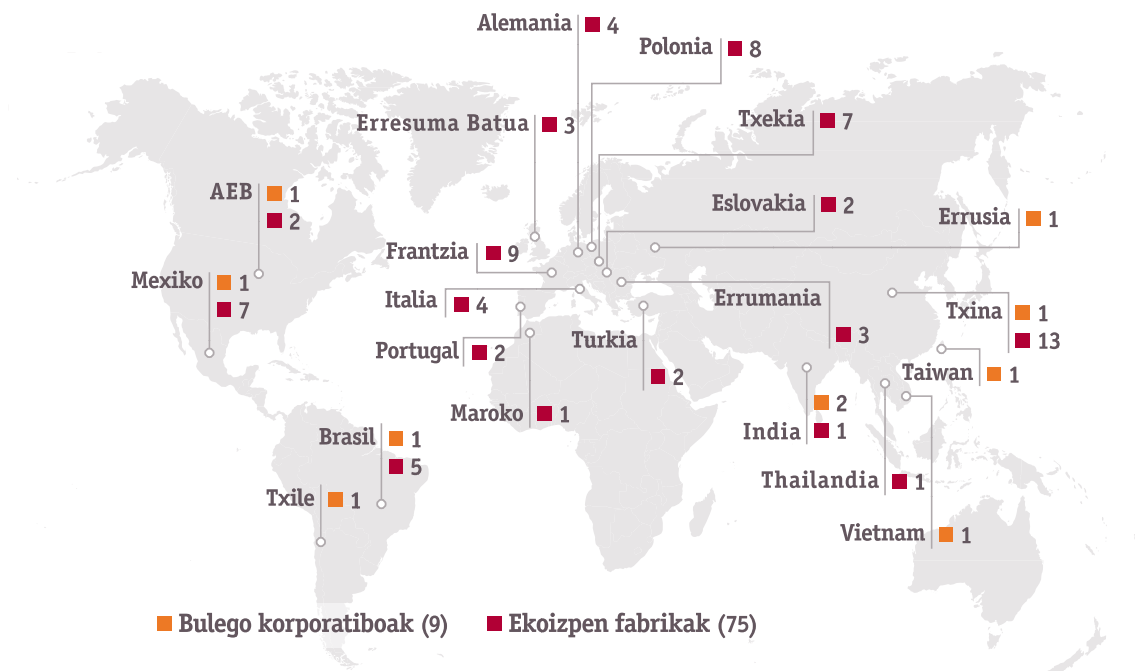 Alemania 4
Polonia 8
Erresuma Batua 3
Txekia 7
AEB 1
2
Eslovakia 2
Errusia 1
Frantzia 9
Mexiko 1
7
Italia 4
Errumania
3
Txina 1
13
Portugal 2
Turkia
2
Taiwan 1
Maroko 1
India 2
1
Brasil 1
5
Thailandia 1
Txile 1
Vietnam 1
Bulego korporatiboak (9) Ekoizpen fabrikak (75)